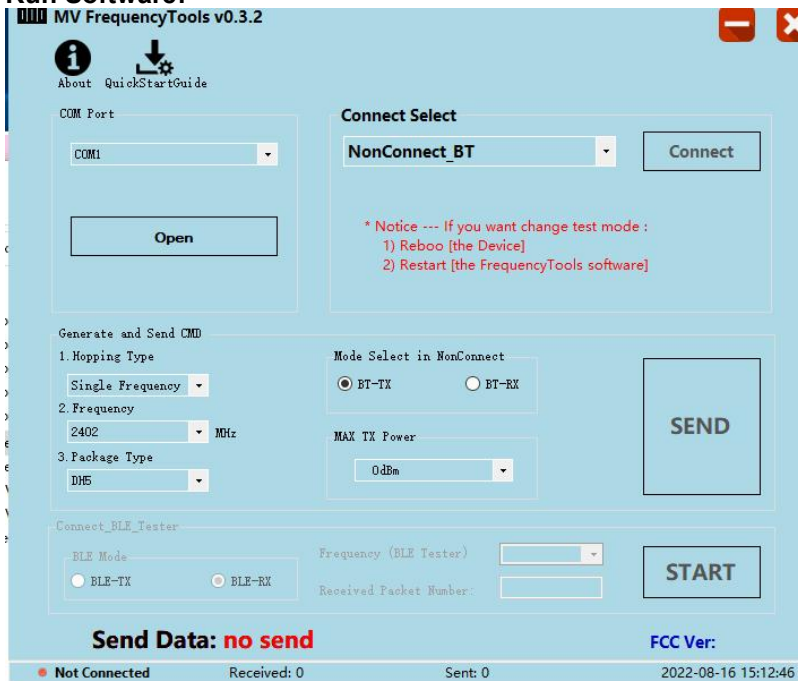 Run Software:
MV FrequencyTools v0.3.2
About QuickStartGuide
COM Port
COM1
Open
Connect Select
NonConnect_BT
Connect
* Notice --- If you want change test mode :
1) Reboo [the Device]
2) Restart [the FrequencyTools software]
Generate and Send CMD
1.Hopping Type
Single Frequency
2.Frequency
2402 MHz
3.Package Type
DH5
Mode Select in NonConnect
BT-TX BT-RX
MAX TX Power
0dBm
SEND
Connect_BLE_Tester
BLE Mode
BLE-TX BLE-RX
Frequency (BLE Tester)
Received Packet Number:
START
Send Data: no send
FCC Ver:
Not Connected Received: 0 Sent: 0 2022-08-16 15:12:46